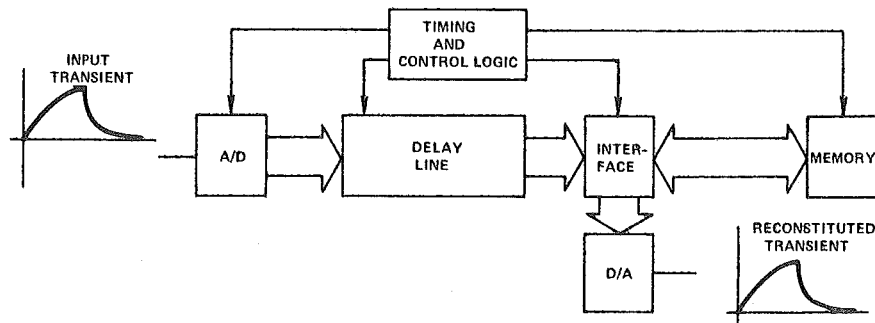 TIMING
AND
CONTROL LOGIC
INPUT
TRANSIENT
A/D
DELAY
LINE
INTER-
FACE
MEMORY
D/A
RECONSTITUTED
TRANSIENT